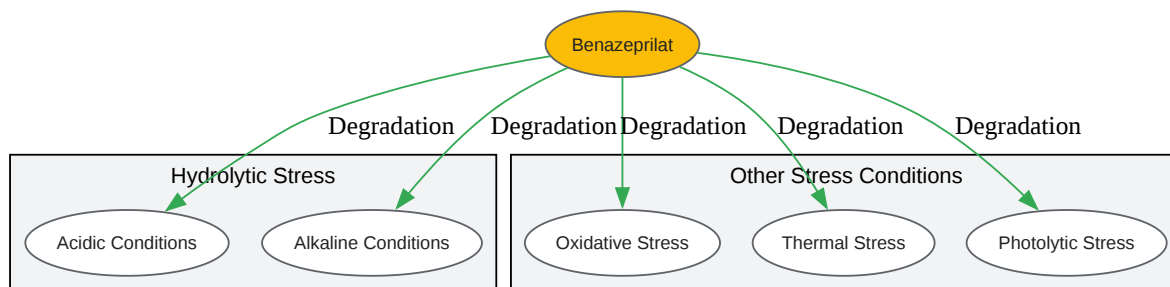 Benazeprilat
Degradation
Degradation
Degradation
Degradation
Degradation
Hydrolytic Stress
Other Stress Conditions
Acidic Conditions
Alkaline Conditions
Oxidative Stress
Thermal Stress
Photolytic Stress